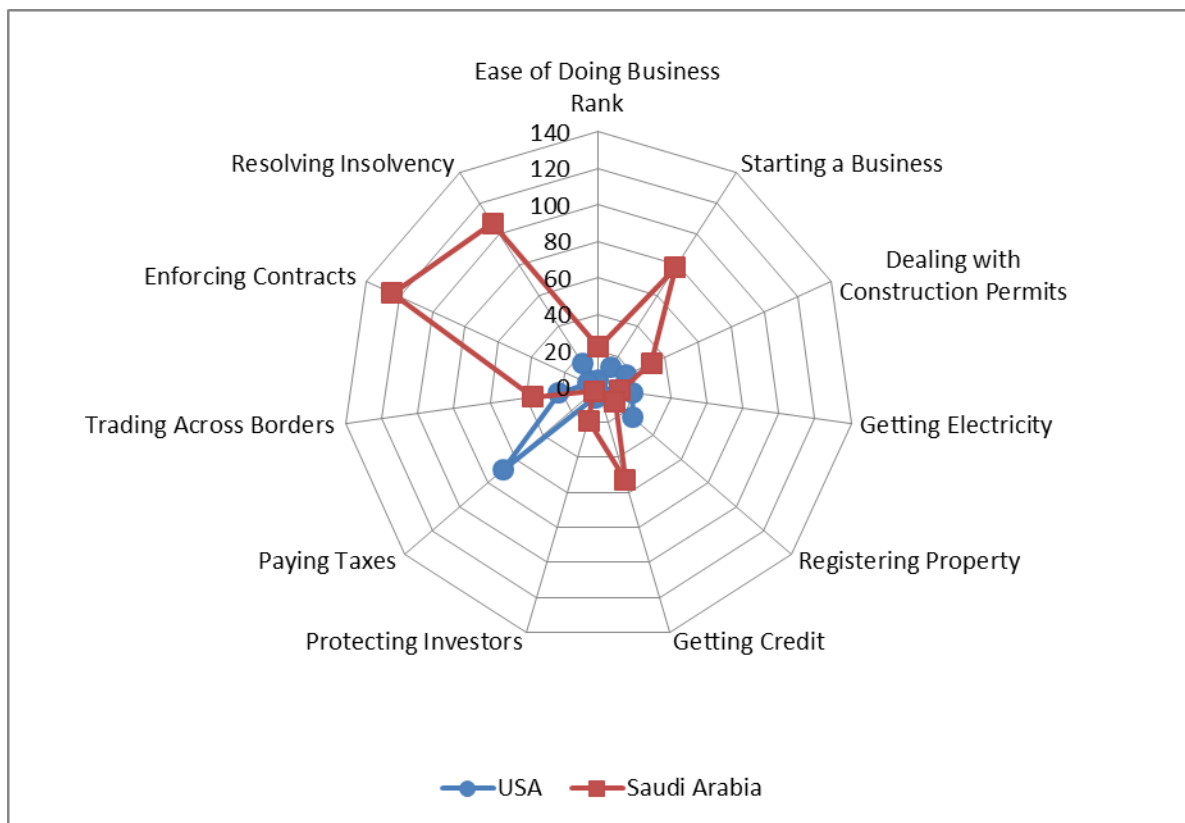 Ease of Doing Business
Rank
140
120
100
80
60
40
20
0
Starting a Business
Dealing with
Construction Permits
Getting Electricity
Registering Property
Getting Credit
Protecting Investors
Paying Taxes
Trading Across Borders
Enforcing Contracts
Resolving Insolvency
USA
Saudi Arabia